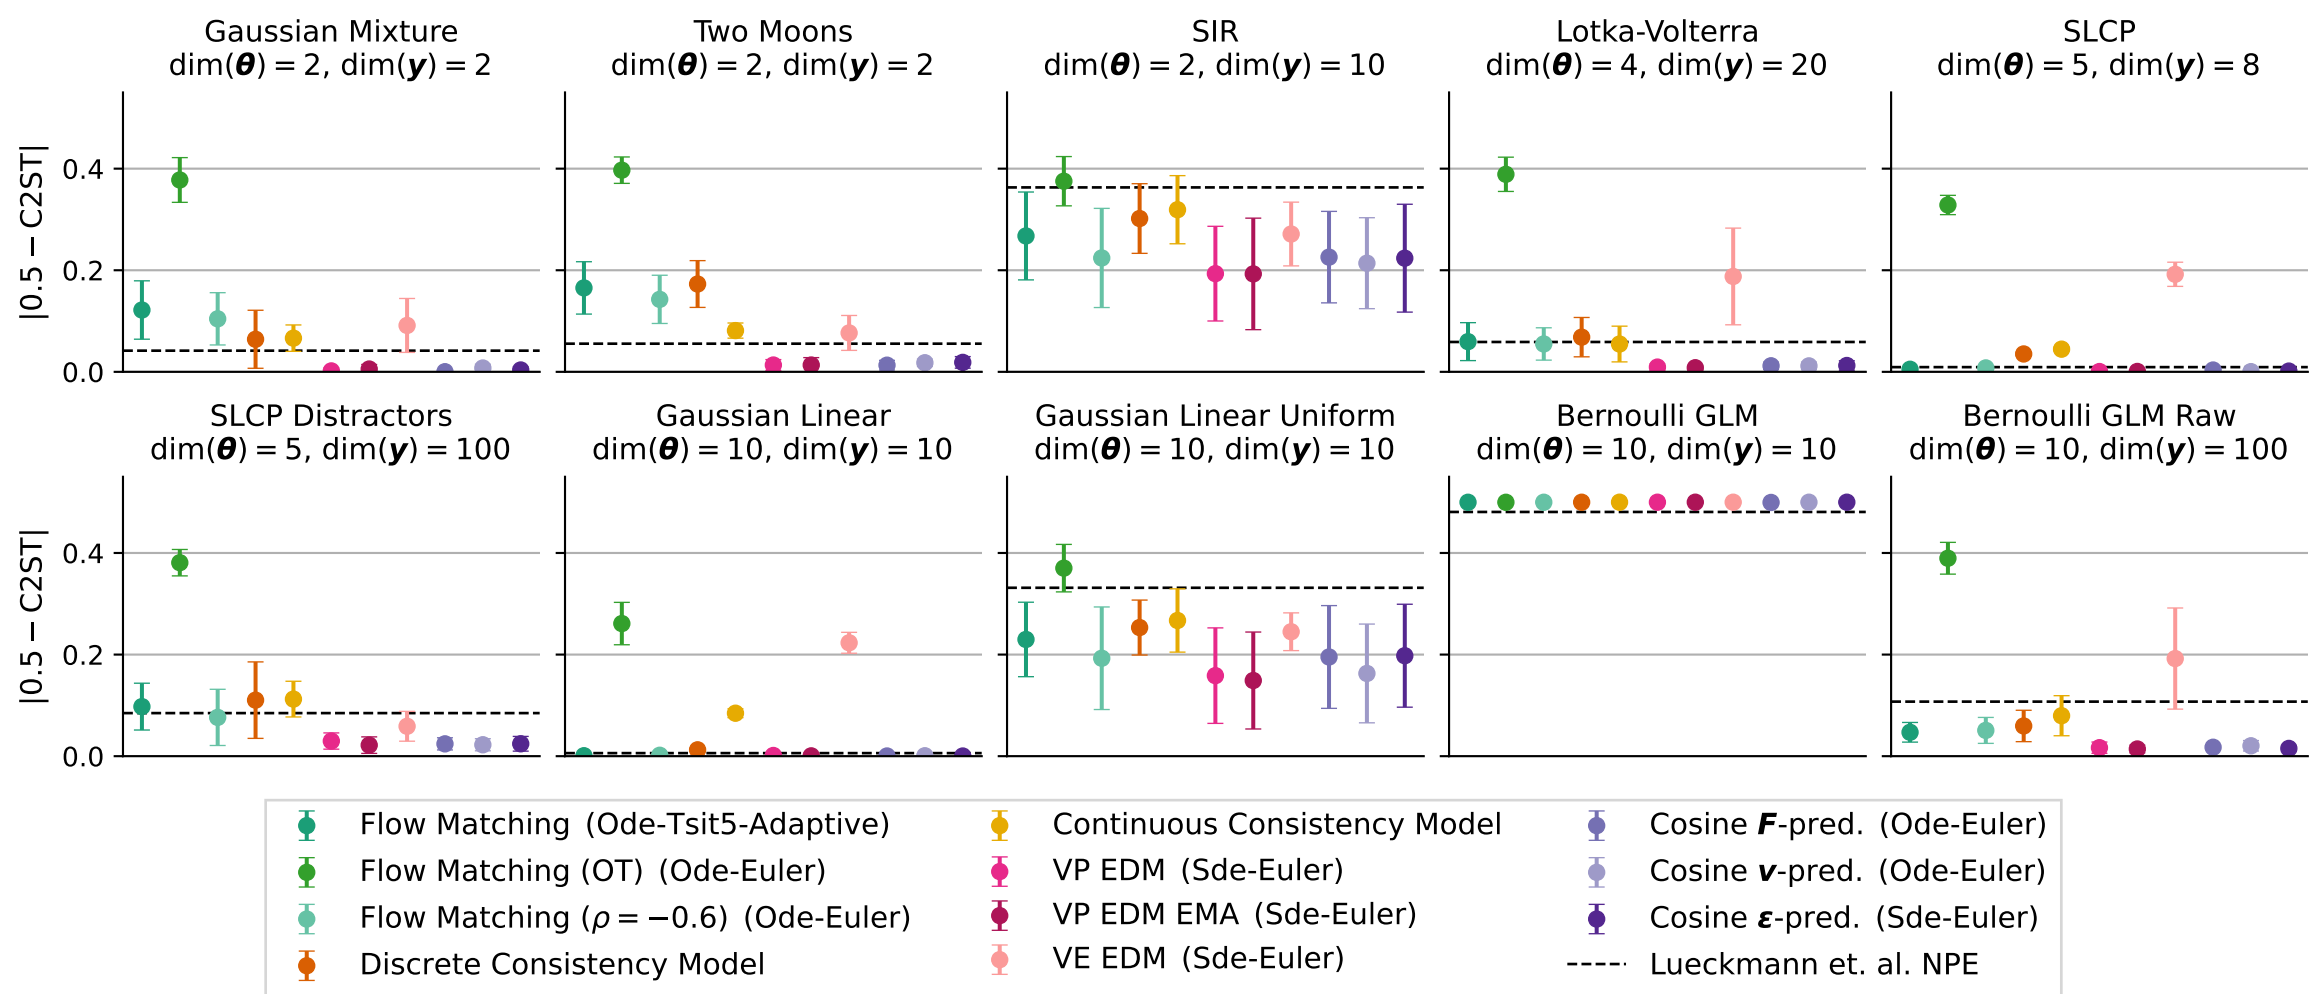 Gaussian Mixture
dim(θ) = 2, dim(y) = 2
Two Moons
dim(θ) = 2, dim(y) = 2
SIR
dim(θ) = 2, dim(y) = 10
Lotka-Volterra
dim(θ) = 4, dim(y) = 20
SLCP
dim(θ) = 5, dim(y) = 8
|0.5 − C2ST|
0.4
0.2
0.0
SLCP Distractors
dim(θ) = 5, dim(y) = 100
Gaussian Linear
dim(θ) = 10, dim(y) = 10
Gaussian Linear Uniform
dim(θ) = 10, dim(y) = 10
Bernoulli GLM
dim(θ) = 10, dim(y) = 10
Bernoulli GLM Raw
dim(θ) = 10, dim(y) = 100
|0.5 − C2ST|
0.4
0.2
0.0
Flow Matching (Ode-Tsit5-Adaptive)
Flow Matching (OT) (Ode-Euler)
Flow Matching (ρ = −0.6) (Ode-Euler)
Discrete Consistency Model
Continuous Consistency Model
VP EDM (Sde-Euler)
VP EDM EMA (Sde-Euler)
VE EDM (Sde-Euler)
Cosine F-pred. (Ode-Euler)
Cosine v-pred. (Ode-Euler)
Cosine ε-pred. (Sde-Euler)
Lueckmann et. al. NPE